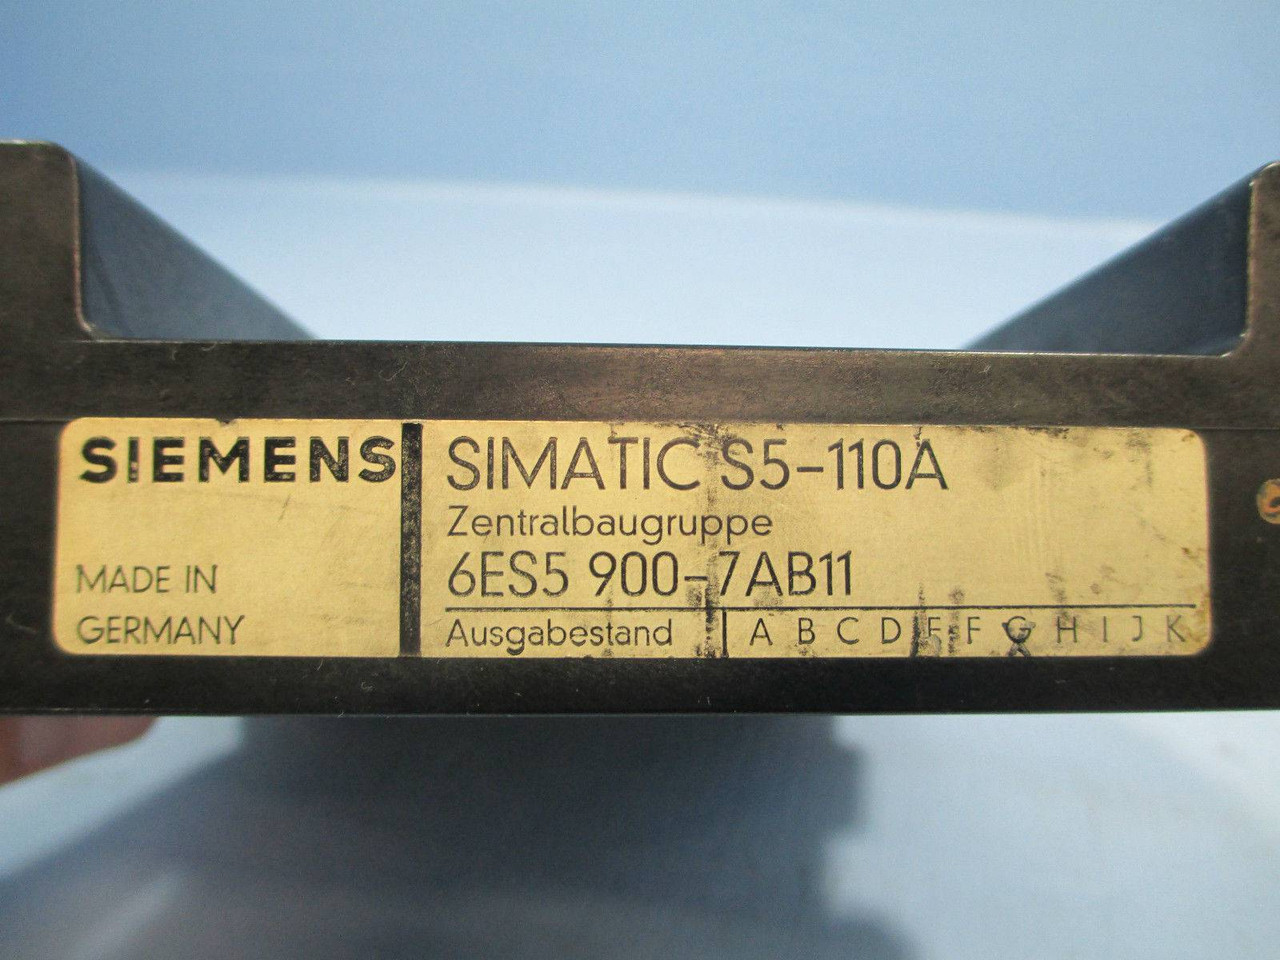 SIEMENS
MADE IN
GERMANY
SIMATIC S5-110A
Zentralbaugruppe
6ES5 900-7AB11
Ausgabestand A B C D E F G H I J K